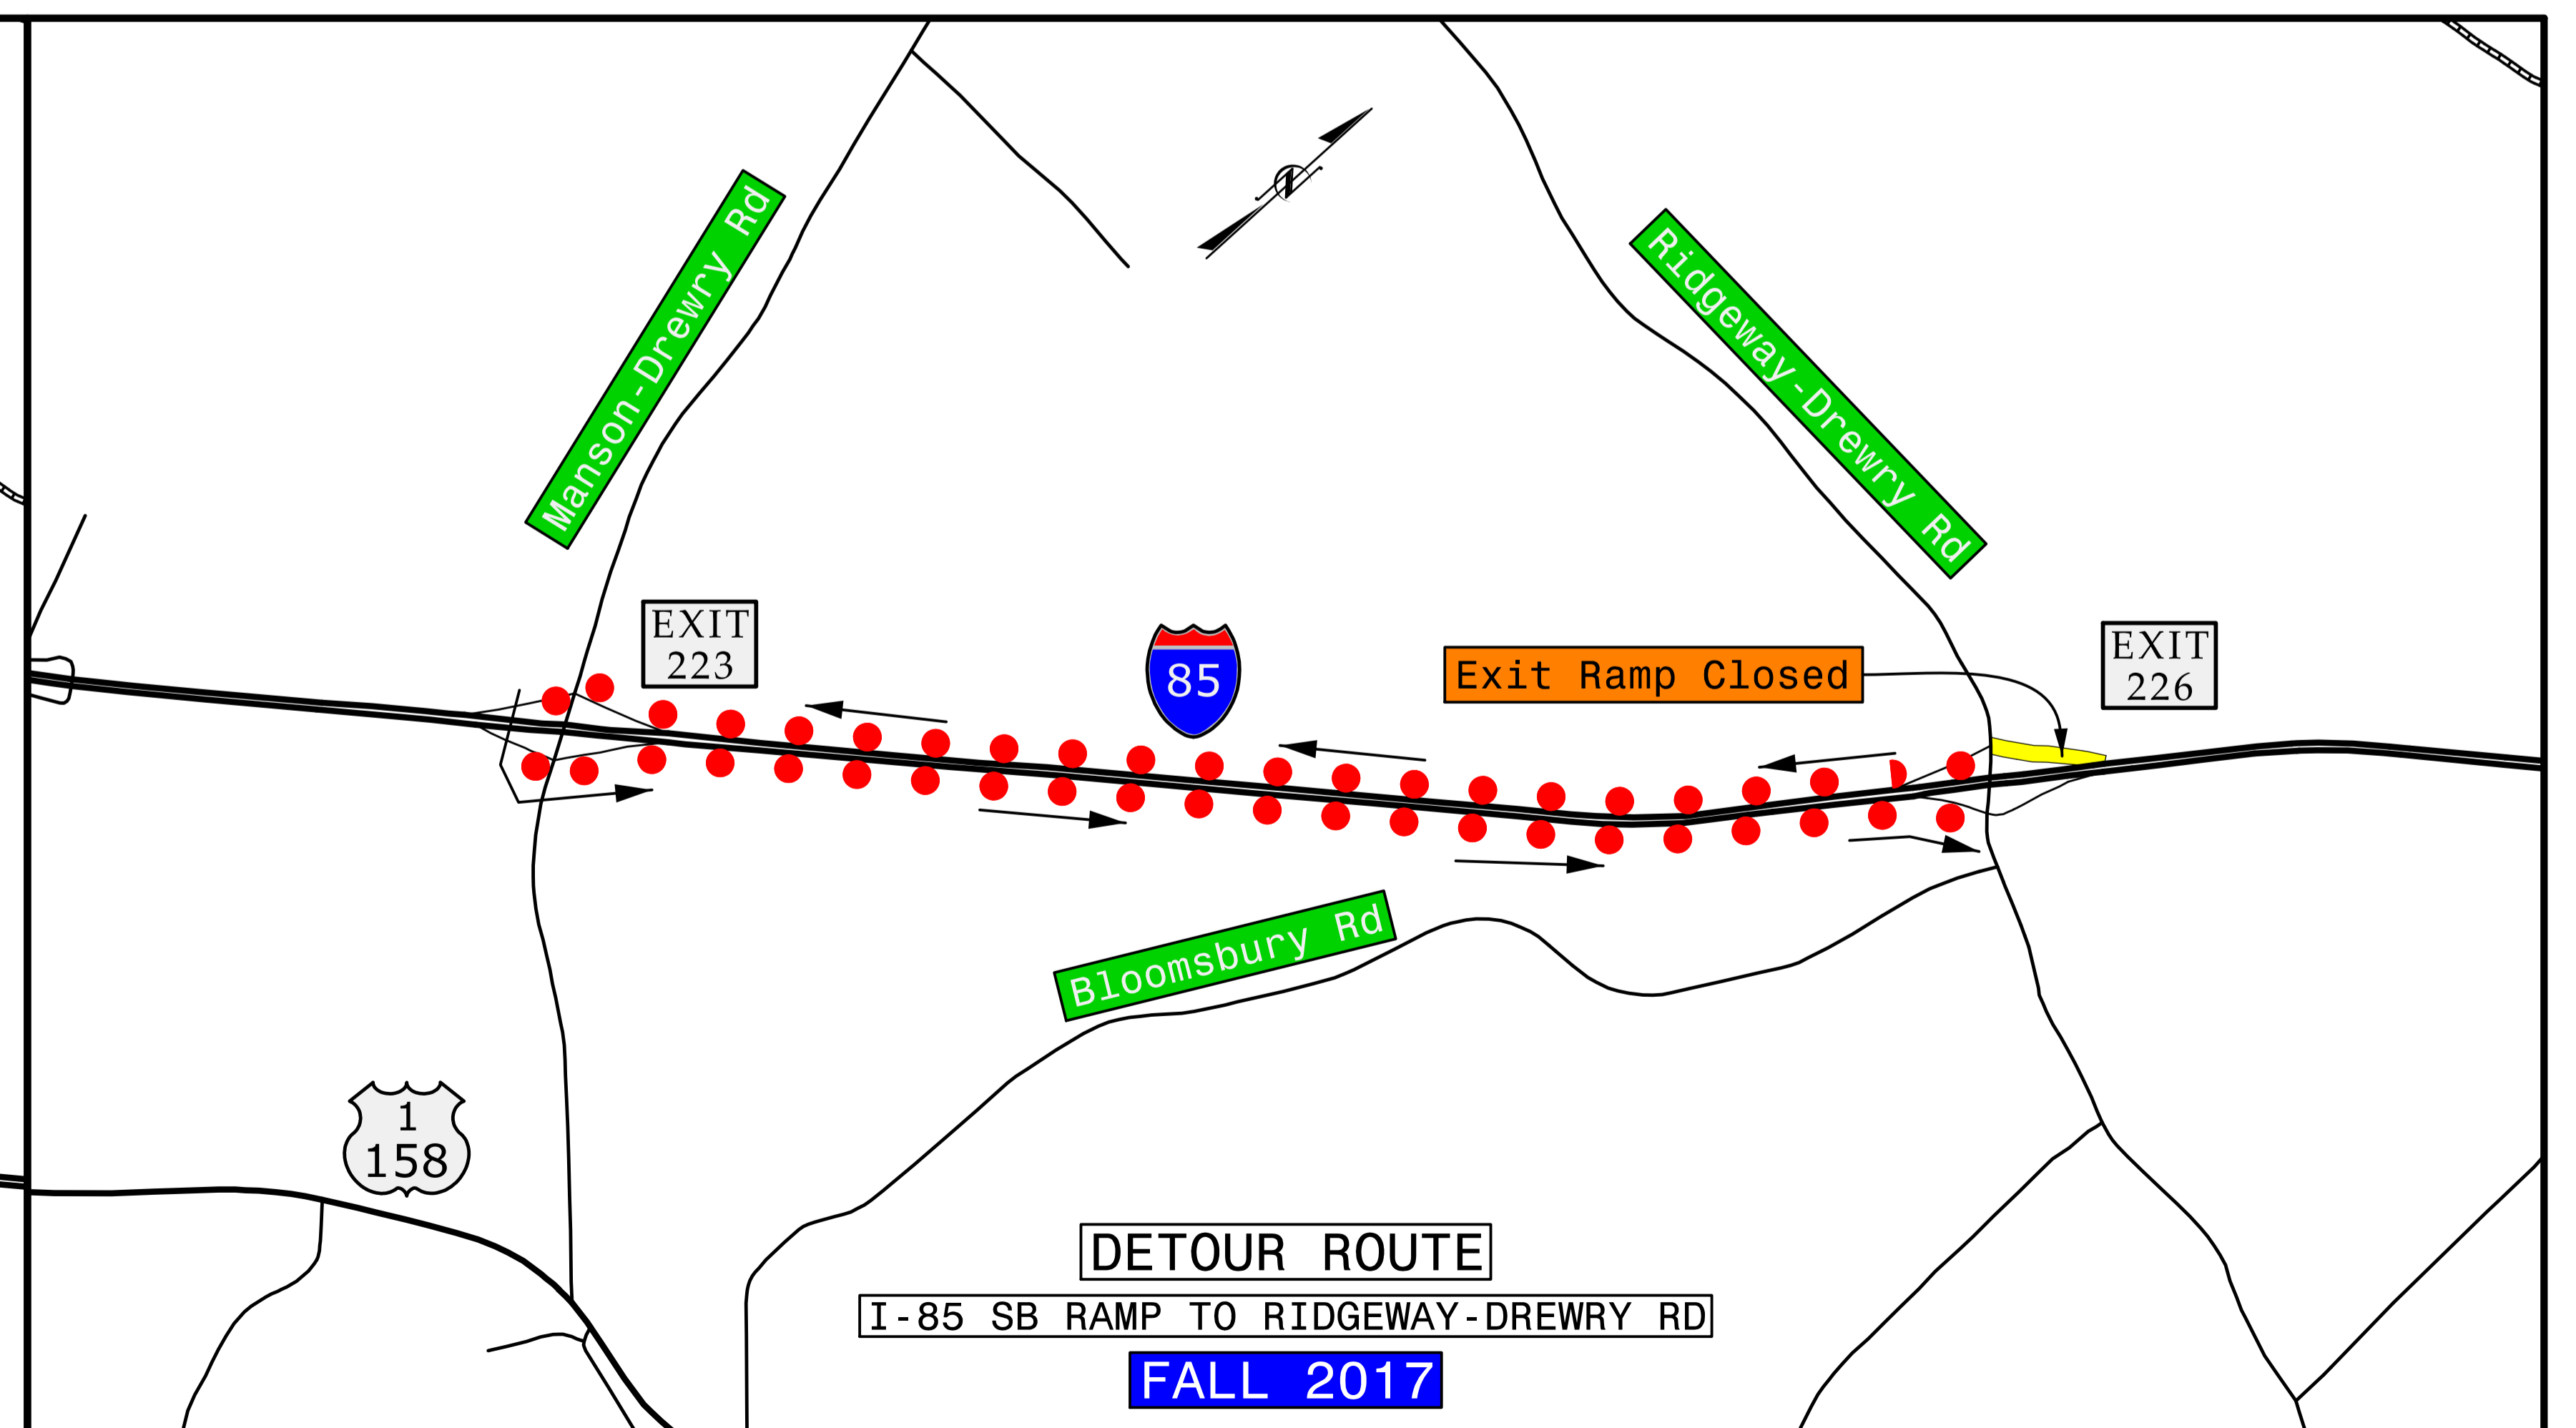 N
Manson-Drewry Rd
Ridgeway-Drewry Rd
EXIT
223
85
Exit Ramp Closed
EXIT
226
Bloomsbury Rd
1
158
DETOUR ROUTE
I-85 SB RAMP TO RIDGEWAY-DREWRY RD
FALL 2017